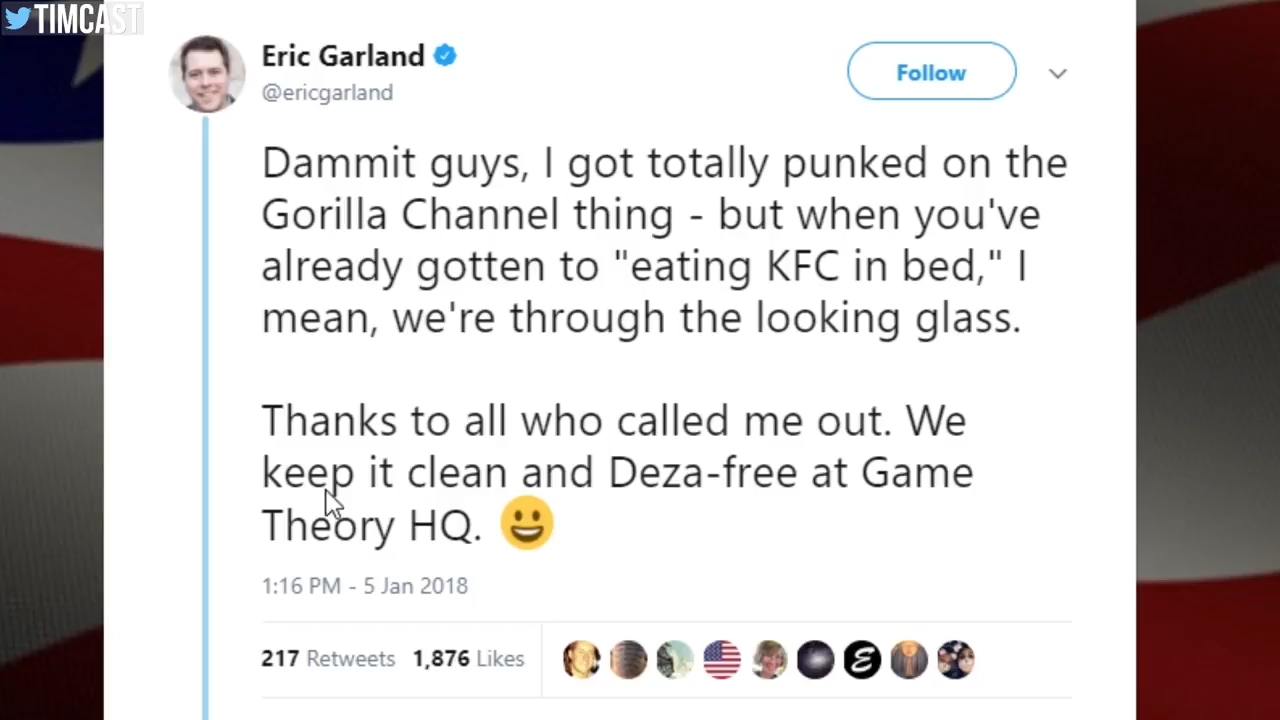 TIMCAST
Eric Garland
@ericgarland
Follow
Dammit guys, I got totally punked on the
Gorilla Channel thing - but when you've
already gotten to "eating KFC in bed," I
mean, we're through the looking glass.
Thanks to all who called me out. We
keep it clean and Deza-free at Game
Theory HQ. 😀
1:16 PM - 5 Jan 2018
217 Retweets 1,876 Likes